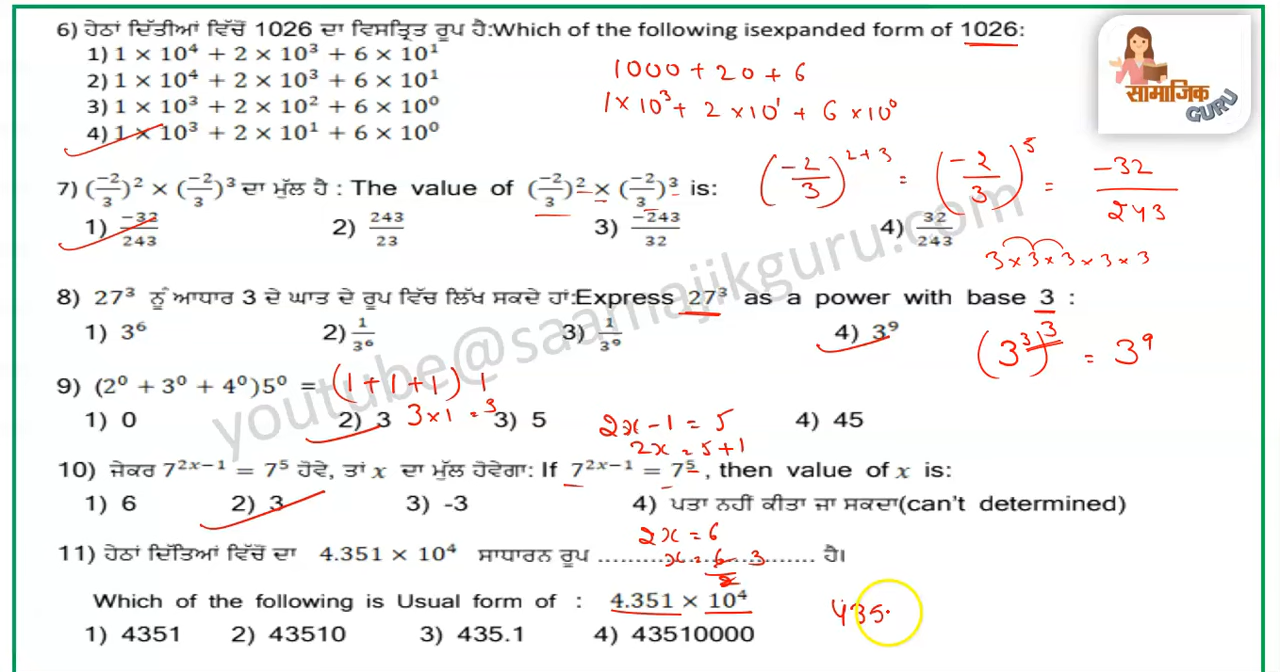 6) ਹੇਠਾਂ ਦਿੱਤੀਆਂ ਵਿੱਚੋਂ 1026 ਦਾ ਵਿਸਤ੍ਰਿਤ ਰੂਪ ਹੈ:Which of the following isexpanded form of 1026:
1) 1 × 10⁴ + 2 × 10³ + 6 × 10¹
2) 1 × 10⁴ + 2 × 10³ + 6 × 10¹
3) 1 × 10³ + 2 × 10² + 6 × 10⁰
4) 1 × 10³ + 2 × 10¹ + 6 × 10⁰
1000 + 20 + 6
1 × 10³ + 2 × 10¹ + 6 × 10⁰
सामाजिक
GURU
7) (−2/3)² × (−2/3)³ ਦਾ ਮੁੱਲ ਹੈ : The value of (−2/3)² × (−2/3)³ is:
(−2/3)²⁺³ = (−2/3)⁵ = −32/243
1) −32/243 2) 243/23 3) −243/32 4) 32/243
3 × 3 × 3 × 3 × 3
8) 27³ ਨੂੰ ਆਧਾਰ 3 ਦੇ ਘਾਤ ਦੇ ਰੂਪ ਵਿੱਚ ਲਿੱਖ ਸਕਦੇ ਹਾਂ:Express 27³ as a power with base 3 :
1) 3⁶ 2) 1/3⁶ 3) 1/3⁹ 4) 3⁹
(3³)³ = 3⁹
9) (2⁰ + 3⁰ + 4⁰)5⁰ = (1 + 1 + 1) 1
1) 0 2) 3 3×1 = 3 3) 5 4) 45
2x − 1 = 5
2x = 5 + 1
10) ਜੇਕਰ 7²ˣ⁻¹ = 7⁵ ਹੋਵੇ, ਤਾਂ x ਦਾ ਮੁੱਲ ਹੋਵੇਗਾ: If 7²ˣ⁻¹ = 7⁵ , then value of x is:
1) 6 2) 3 3) -3 4) ਪਤਾ ਨਹੀਂ ਕੀਤਾ ਜਾ ਸਕਦਾ(can't determined)
2x = 6
x = 6/2 3
11) ਹੇਠਾਂ ਦਿੱਤਿਆਂ ਵਿੱਚੋਂ ਦਾ 4.351 × 10⁴ ਸਾਧਾਰਨ ਰੂਪ .................................... ਹੈ।
Which of the following is Usual form of : 4.351 × 10⁴
435.
1) 4351 2) 43510 3) 435.1 4) 43510000
youtube@saamajikguru.com